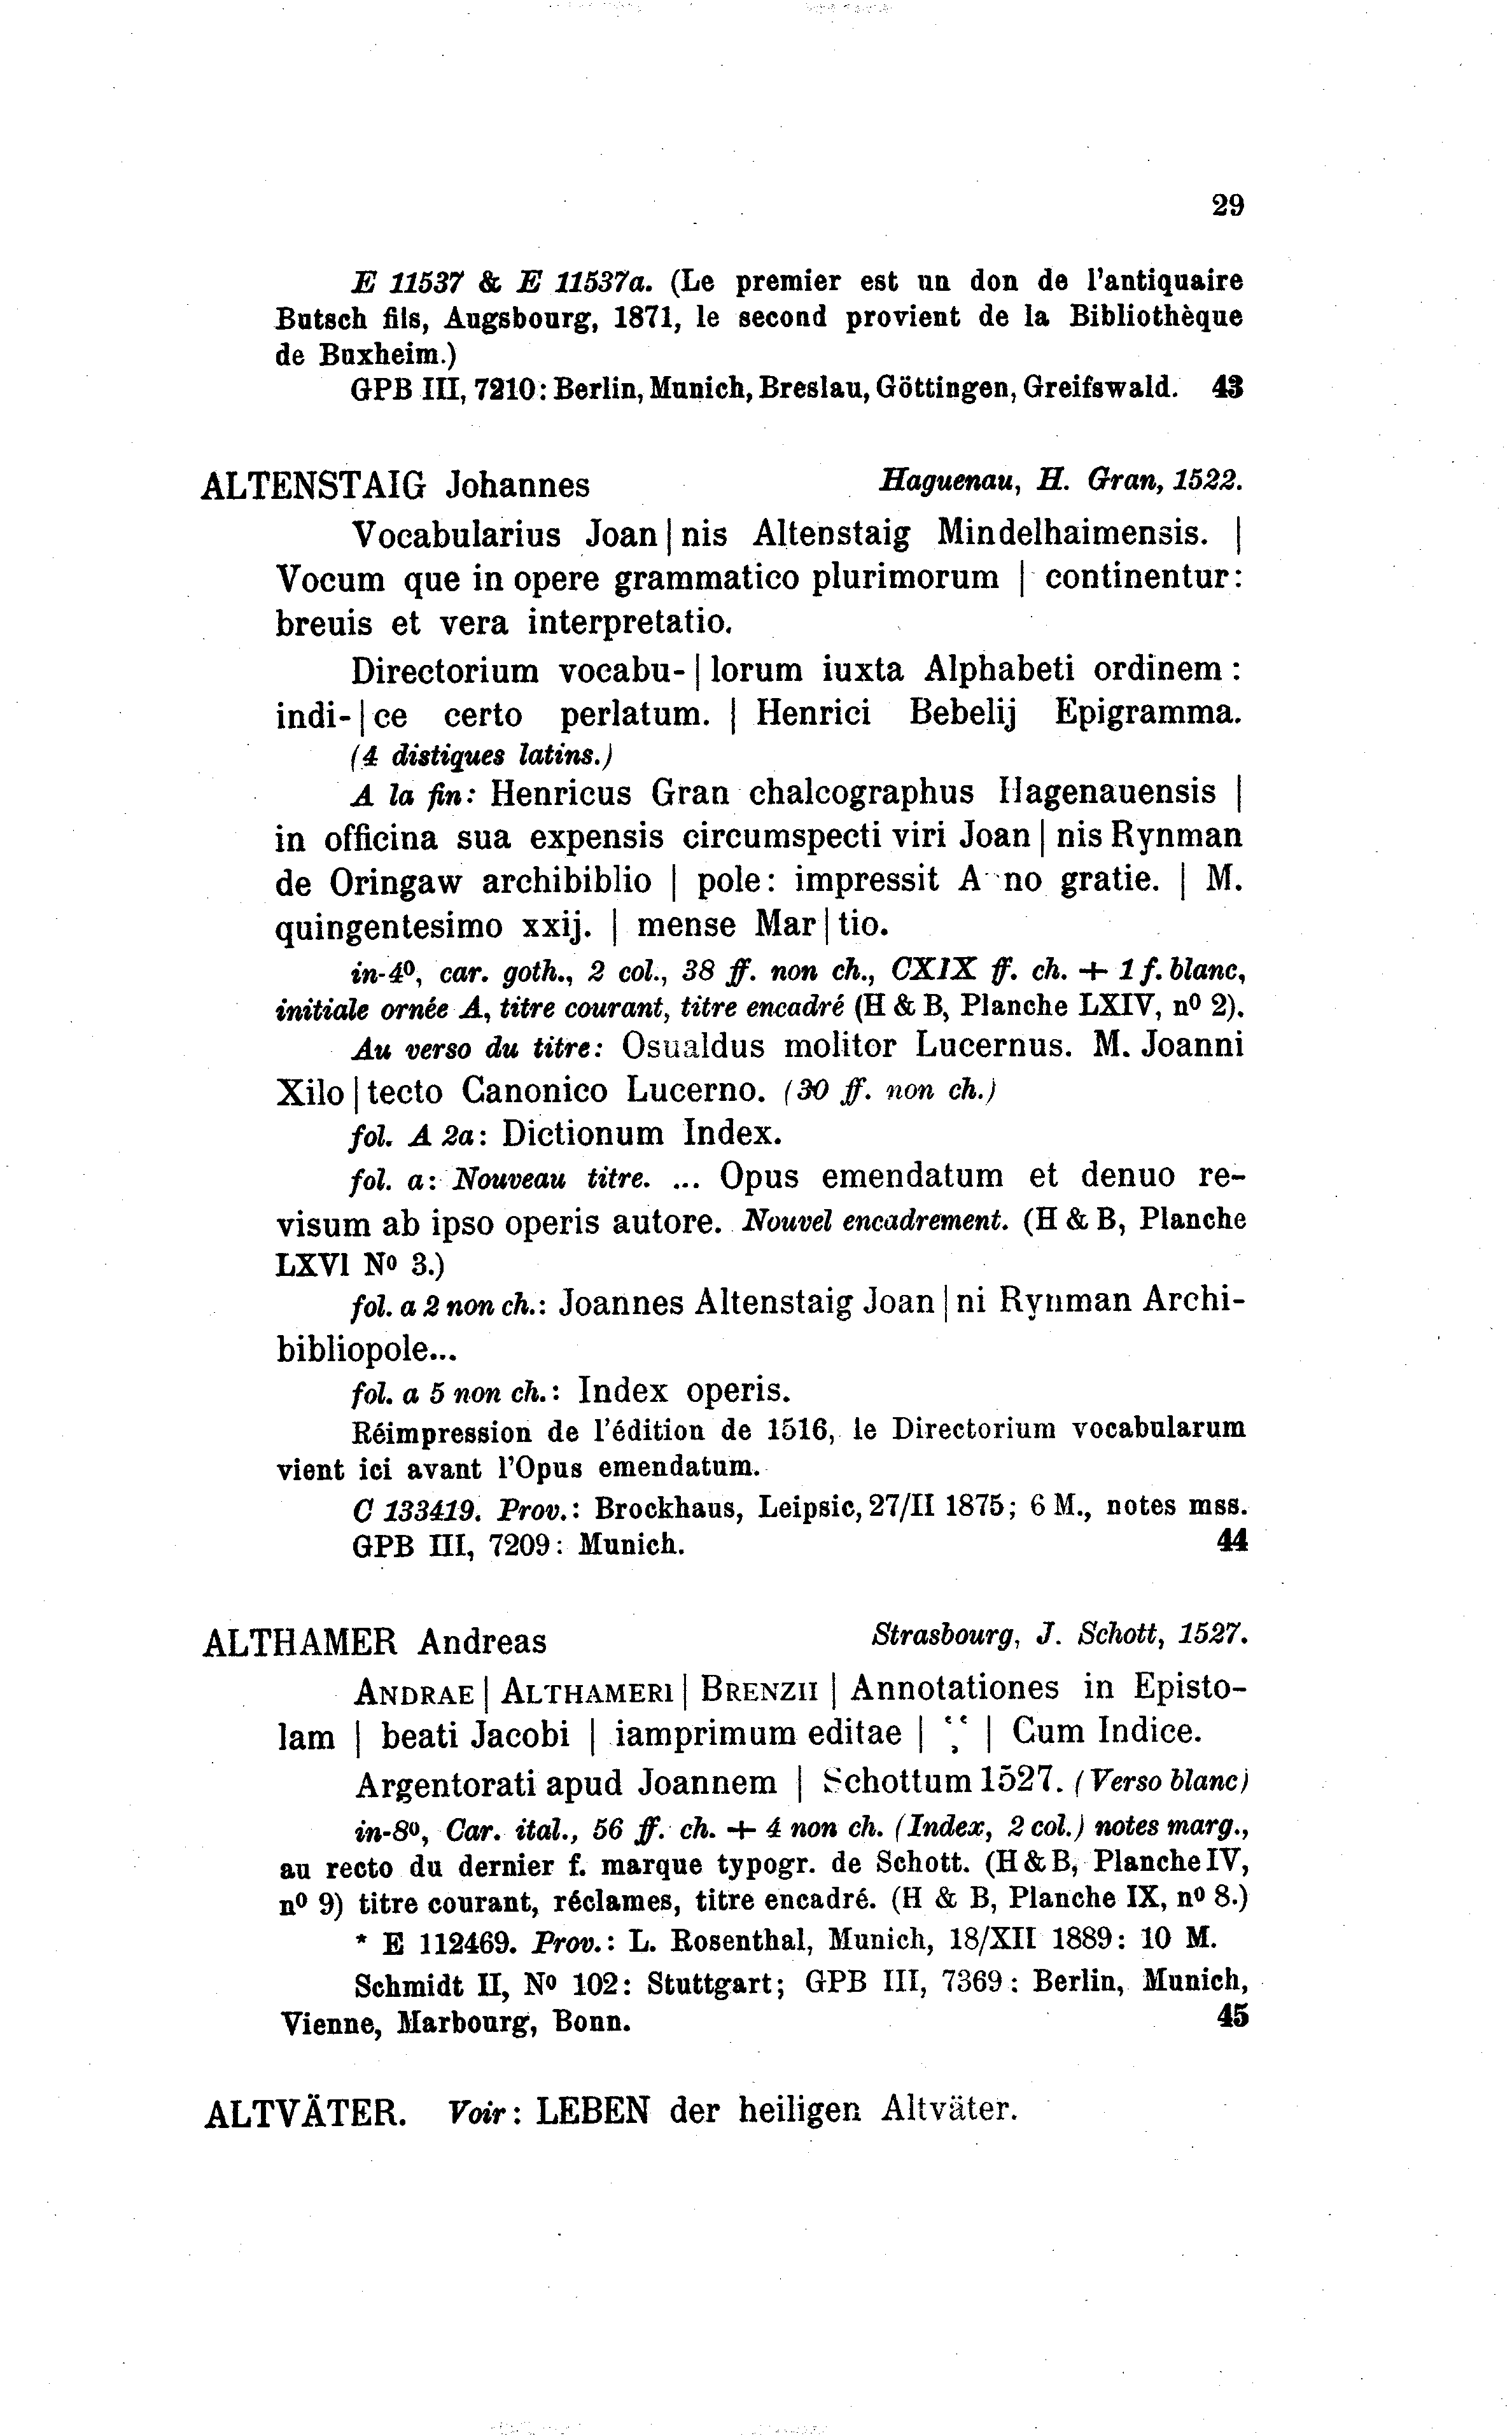 29
E 11537 & E 11537a. (Le premier est un don de l'antiquaire
Butsch fils, Augsbourg, 1871, le second provient de la Bibliothèque
de Buxheim.)
GPB III, 7210: Berlin, Munich, Breslau, Göttingen, Greifswald. 43
ALTENSTAIG Johannes Haguenau, H. Gran, 1522.
Vocabularius Joan | nis Altenstaig Mindelhaimensis. |
Vocum que in opere grammatico plurimorum | continentur:
breuis et vera interpretatio.
Directorium vocabu- | lorum iuxta Alphabeti ordinem :
indi- | ce certo perlatum. | Henrici Bebelij Epigramma.
(4 distiques latins.)
A la fin: Henricus Gran chalcographus Hagenauensis |
in officina sua expensis circumspecti viri Joan | nis Rynman
de Oringaw archibiblio | pole: impressit A no gratie. | M.
quingentesimo xxij. | mense Mar | tio.
in-4º, car. goth., 2 col., 38 ff. non ch., CXIX ff. ch. + 1 f. blanc,
initiale ornée A, titre courant, titre encadré (H & B, Planche LXIV, nº 2).
Au verso du titre: Osualdus molitor Lucernus. M. Joanni
Xilo | tecto Canonico Lucerno. (30 ff. non ch.)
fol. A 2a: Dictionum Index.
fol. a: Nouveau titre. ... Opus emendatum et denuo re-
visum ab ipso operis autore. Nouvel encadrement. (H & B, Planche
LXVI Nº 3.)
fol. a 2 non ch.: Joannes Altenstaig Joan | ni Rynman Archi-
bibliopole...
fol. a 5 non ch.: Index operis.
Réimpression de l'édition de 1516, le Directorium vocabularum
vient ici avant l'Opus emendatum.
C 133419. Prov.: Brockhaus, Leipsic, 27/II 1875; 6 M., notes mss.
GPB III, 7209: Munich. 44
ALTHAMER Andreas Strasbourg, J. Schott, 1527.
ANDRAE | ALTHAMERI | BRENZII | Annotationes in Episto-
lam | beati Jacobi | iamprimum editae | ‛,‛ | Cum Indice.
Argentorati apud Joannem | Schottum 1527. (Verso blanc)
in-8º, Car. ital., 56 ff. ch. + 4 non ch. (Index, 2 col.) notes marg.,
au recto du dernier f. marque typogr. de Schott. (H & B, Planche IV,
nº 9) titre courant, réclames, titre encadré. (H & B, Planche IX, nº 8.)
* E 112469. Prov.: L. Rosenthal, Munich, 18/XII 1889: 10 M.
Schmidt II, Nº 102: Stuttgart; GPB III, 7369: Berlin, Munich,
Vienne, Marbourg, Bonn. 45
ALTVÄTER. Voir: LEBEN der heiligen Altväter.